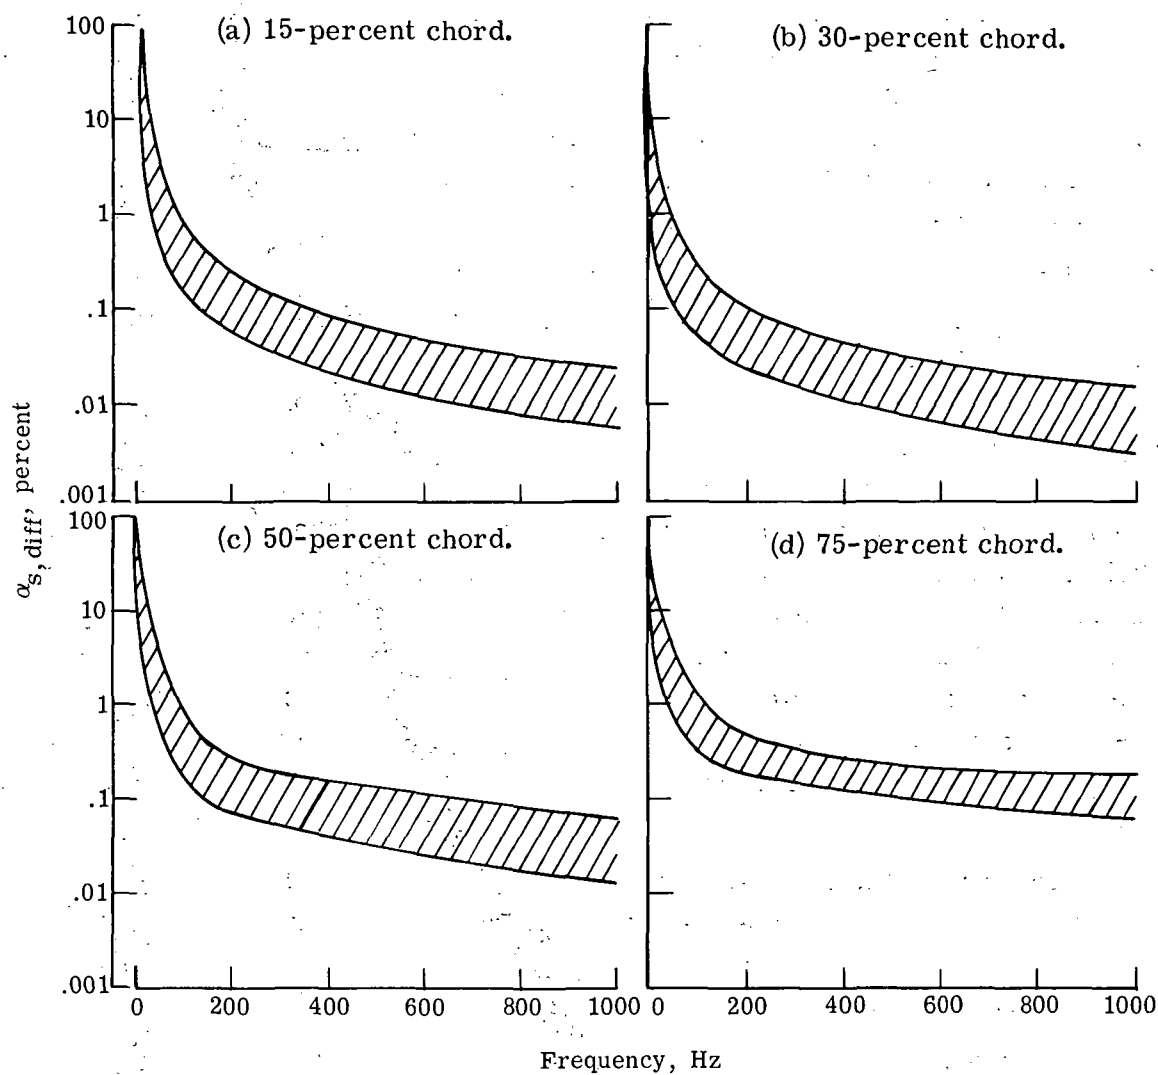 (a) 15-percent chord.
100
10
1
.1
.01
.001
(b) 30-percent chord.
(c) 50-percent chord.
100
10
1
.1
.01
.001
0 200 400 600 800 1000
(d) 75-percent chord.
0 200 400 600 800 1000
αs,diff, percent
Frequency, Hz